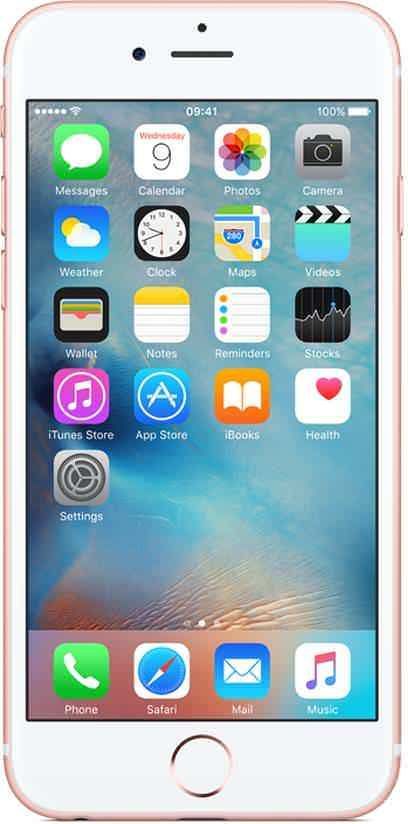 09:41 100%
Wednesday
9
Messages Calendar Photos Camera
280
Weather Clock Maps Videos
Wallet Notes Reminders Stocks
iTunes Store App Store iBooks Health
Settings
Phone Safari Mail Music